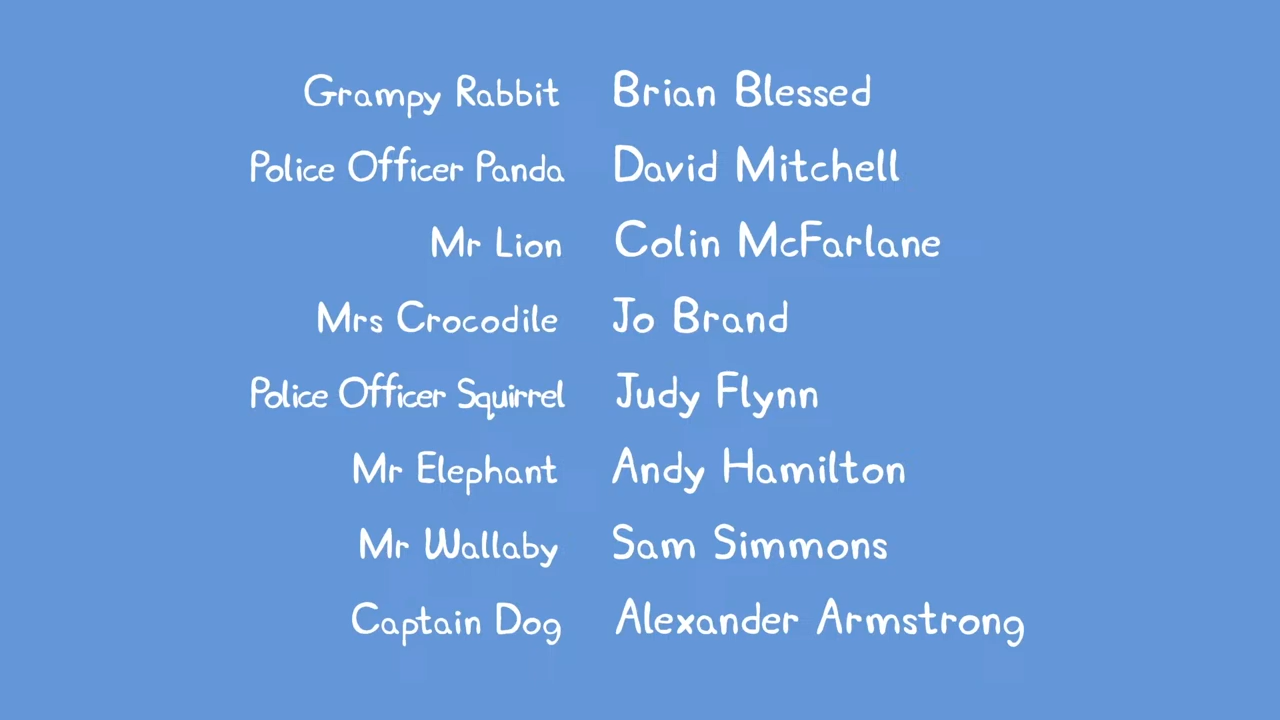 Grampy Rabbit Brian Blessed
Police Officer Panda David Mitchell
Mr Lion Colin McFarlane
Mrs Crocodile Jo Brand
Police Officer Squirrel Judy Flynn
Mr Elephant Andy Hamilton
Mr Wallaby Sam Simmons
Captain Dog Alexander Armstrong